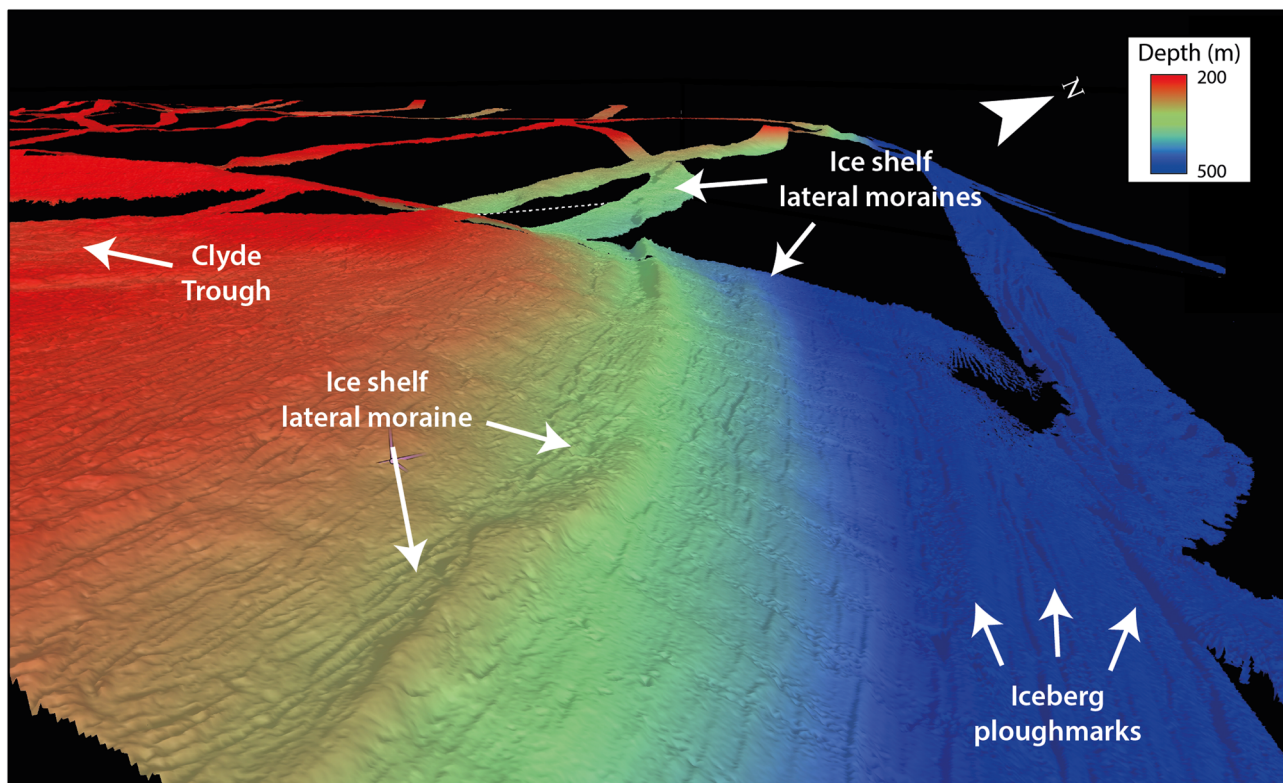 Depth (m)
200
500
N
Ice shelf
lateral moraines
Clyde
Trough
Ice shelf
lateral moraine
Iceberg
ploughmarks